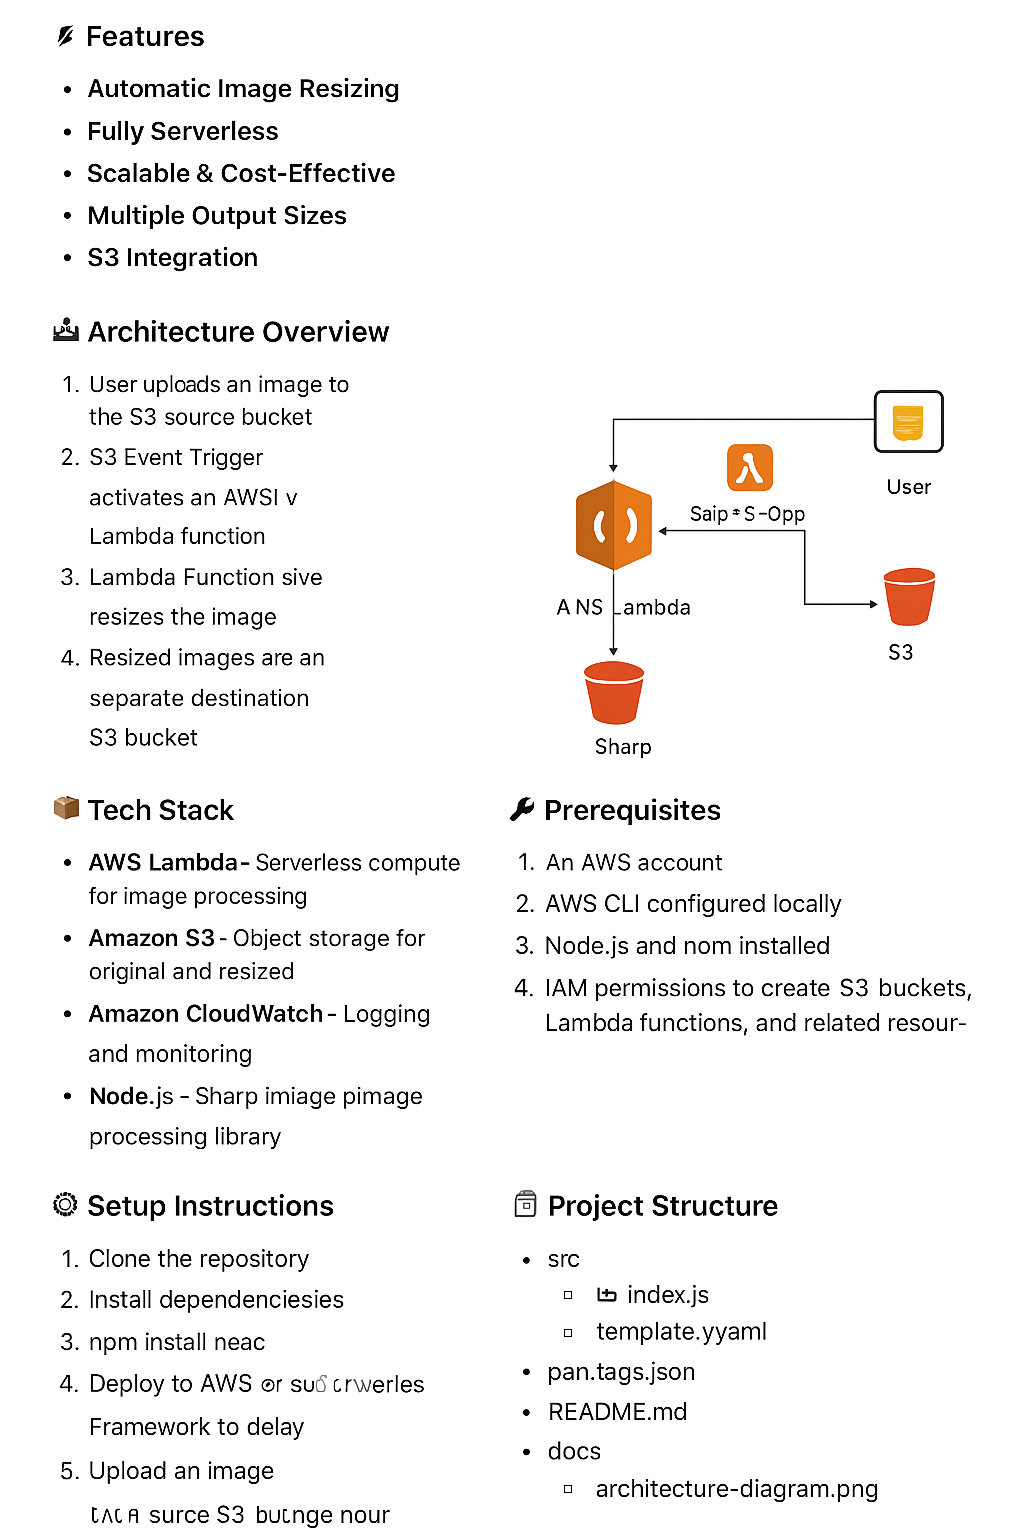 Features
• Automatic Image Resizing
• Fully Serverless
• Scalable & Cost-Effective
• Multiple Output Sizes
• S3 Integration
Architecture Overview
1. User uploads an image to
the S3 source bucket
2. S3 Event Trigger
activates an AWSI v
Lambda function
3. Lambda Function sive
resizes the image
4. Resized images are an
separate destination
S3 bucket
User
Saip S-Opp
A NS Lambda
S3
Sharp
Tech Stack
• AWS Lambda- Serverless compute
for image processing
• Amazon S3 - Object storage for
original and resized
• Amazon CloudWatch - Logging
and monitoring
• Node.js - Sharp imiage pimage
processing library
Prerequisites
1. An AWS account
2. AWS CLI configured locally
3. Node.js and nom installed
4. IAM permissions to create S3 buckets,
Lambda functions, and related resour-
Setup Instructions
1. Clone the repository
2. Install dependenciesies
3. npm install neac
4. Deploy to AWS or
Framework to delay
5. Upload an image
surce S3 nour
Project Structure
• src
index.js
template.yyaml
• pan.tags.json
• README.md
• docs
architecture-diagram.png